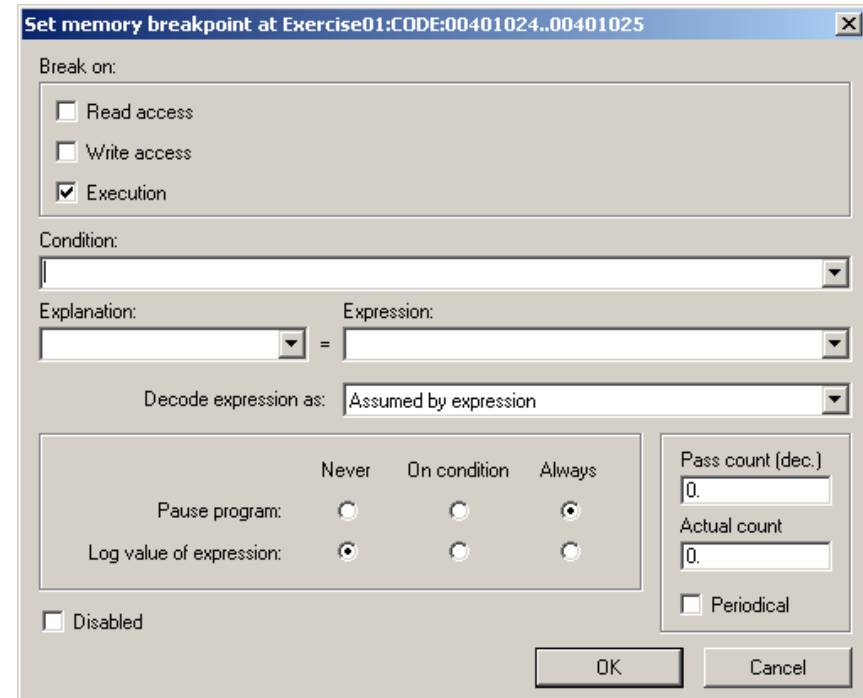 Set memory breakpoint at Exercise01:CODE:00401024..00401025
Break on:
Read access
Write access
Execution
Condition:
Explanation: Expression:
=
Decode expression as: Assumed by expression
Never On condition Always
Pause program:
Log value of expression:
Pass count (dec.)
0.
Actual count
0.
Periodical
Disabled
OK Cancel